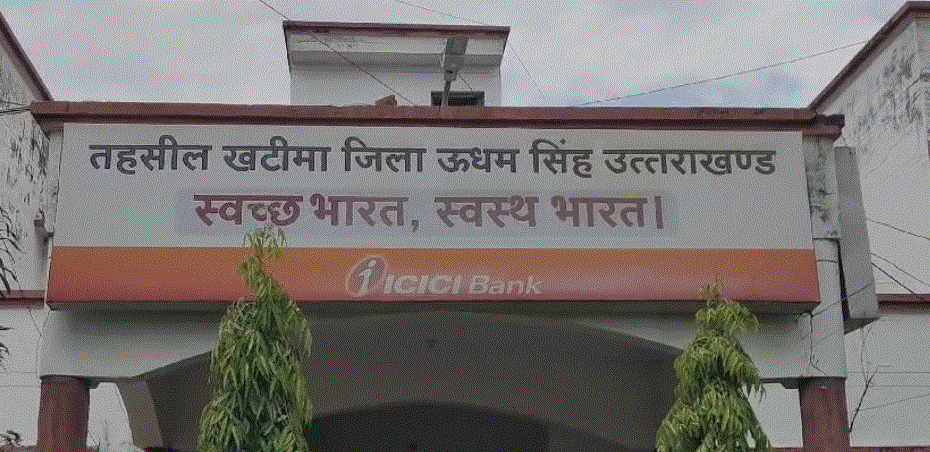 तहसील खटीमा जिला ऊधम सिंह उत्तराखण्ड
स्वच्छ भारत, स्वस्थ भारत।
ICICI Bank